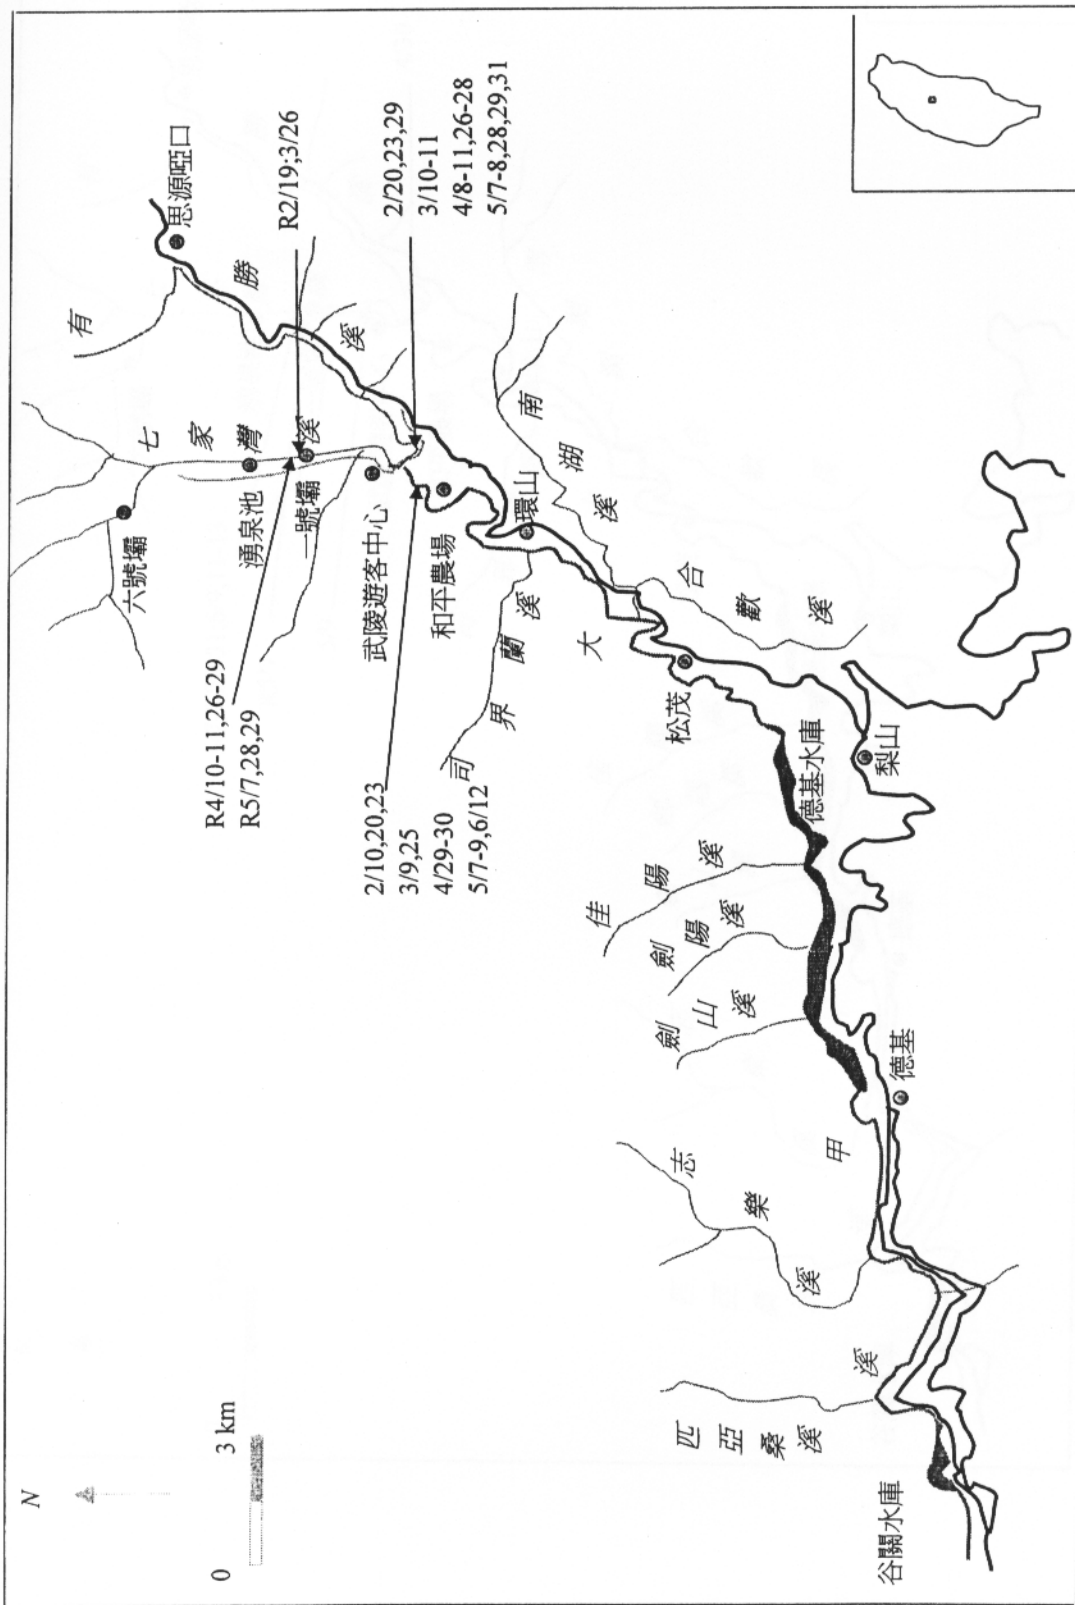 N
0 3 km
思源啞口
有勝溪
R2/19;3/26
2/20,23,29
3/10-11
4/8-11,26-28
5/7-8,28,29,31
七家灣溪
六號壩
湧泉池
一號壩
武陵遊客中心
和平農場
環山
南湖溪
R4/10-11,26-29
R5/7,28,29
2/10,20,23
3/9,25
4/29-30
5/7-9,6/12
司界蘭溪
合歡溪
大甲溪
松茂
梨山
德基水庫
佳陽溪
劍陽溪
劍山溪
德基
志樂溪
匹亞桑溪
谷關水庫